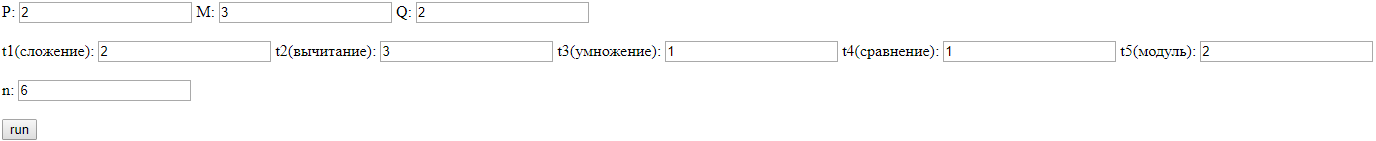 P: 2 M: 3 Q: 2
t1(сложение): 2 t2(вычитание): 3 t3(умножение): 1 t4(сравнение): 1 t5(модуль): 2
n: 6
run